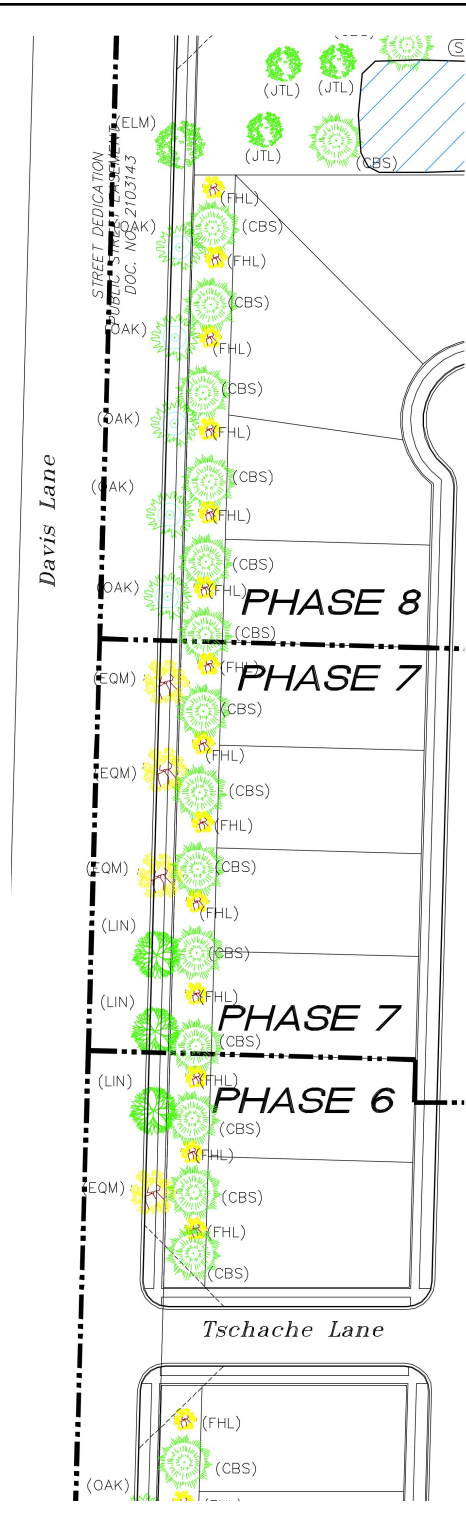 (S
(JTL)
(JTL)
(ELM)
(JTL)
(CBS)
STREET DEDICATION
PUBLIC STREET EASEMENT
DOC. NO. 2103143
(FHL)
(OAK)
(CBS)
(FHL)
(CBS)
(OAK)
(FHL)
(CBS)
(OAK)
(FHL)
Davis Lane
(CBS)
(OAK)
(FHL)
(CBS)
(OAK)
(FHL)
PHASE 8
(CBS)
(FHL)
PHASE 7
(EQM)
(CBS)
(FHL)
(EQM)
(CBS)
(FHL)
(EQM)
(CBS)
(FHL)
(LIN)
(CBS)
(FHL)
(LIN)
PHASE 7
(CBS)
(LIN)
(FHL)
PHASE 6
(CBS)
(FHL)
(EQM)
(CBS)
(FHL)
(CBS)
Tschache Lane
(FHL)
(CBS)
(OAK)